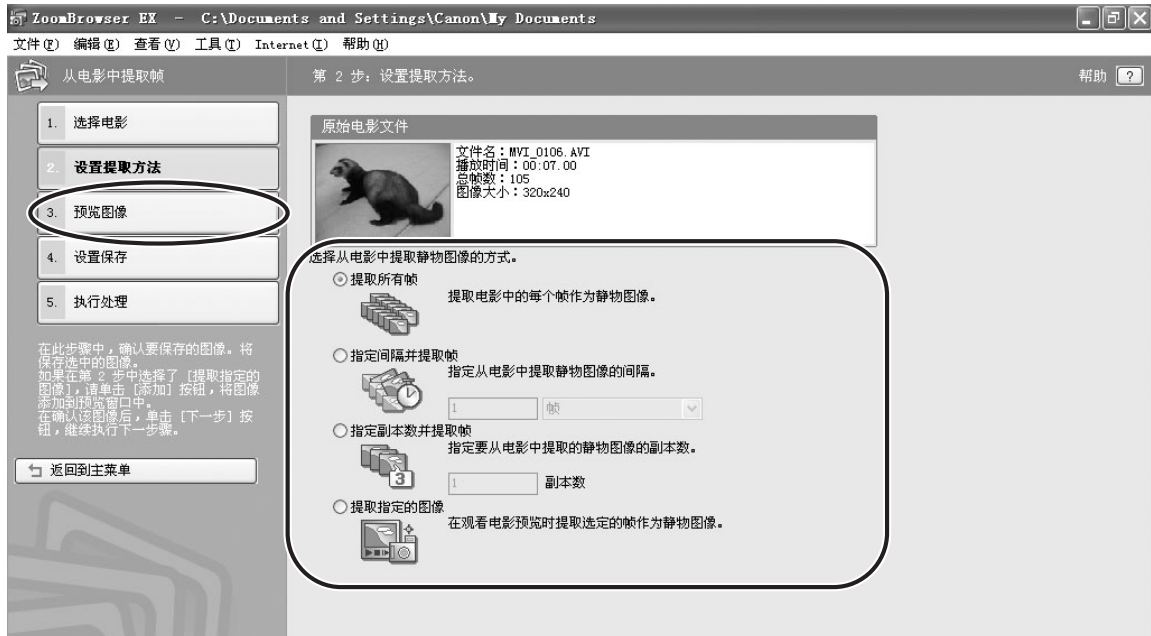 ZoomBrowser EX - C:\Documents and Settings\Canon\My Documents
文件(F) 编辑(E) 查看(V) 工具(T) Internet(I) 帮助(H)
从电影中提取帧
第 2 步: 设置提取方法。
帮助 ?
1. 选择电影
2. 设置提取方法
3. 预览图像
4. 设置保存
5. 执行处理
在此步骤中，确认要保存的图像。将
保存选中的图像。
如果在第 2 步中选择了 [提取指定的
图像]，请单击 [添加] 按钮，将图像
添加到预览窗口中。
在确认该图像后，单击 [下一步] 按
钮，继续执行下一步骤。
返回到主菜单
原始电影文件
文件名：MVI_0106.AVI
播放时间：00:07.00
总帧数：105
图像大小：320x240
选择从电影中提取静物图像的方式。
提取所有帧
提取电影中的每个帧作为静物图像。
指定间隔并提取帧
指定从电影中提取静物图像的间隔。
1 帧
指定副本数并提取帧
指定要从电影中提取的静物图像的副本数。
3
1 副本数
提取指定的图像
在观看电影预览时提取选定的帧作为静物图像。